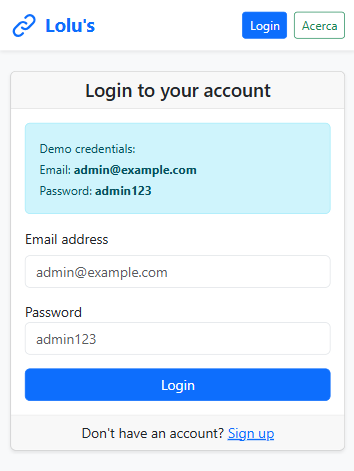 Lolu's
Login
Acerca
Login to your account
Demo credentials:
Email: admin@example.com
Password: admin123
Email address
admin@example.com
Password
admin123
Login
Don't have an account? Sign up